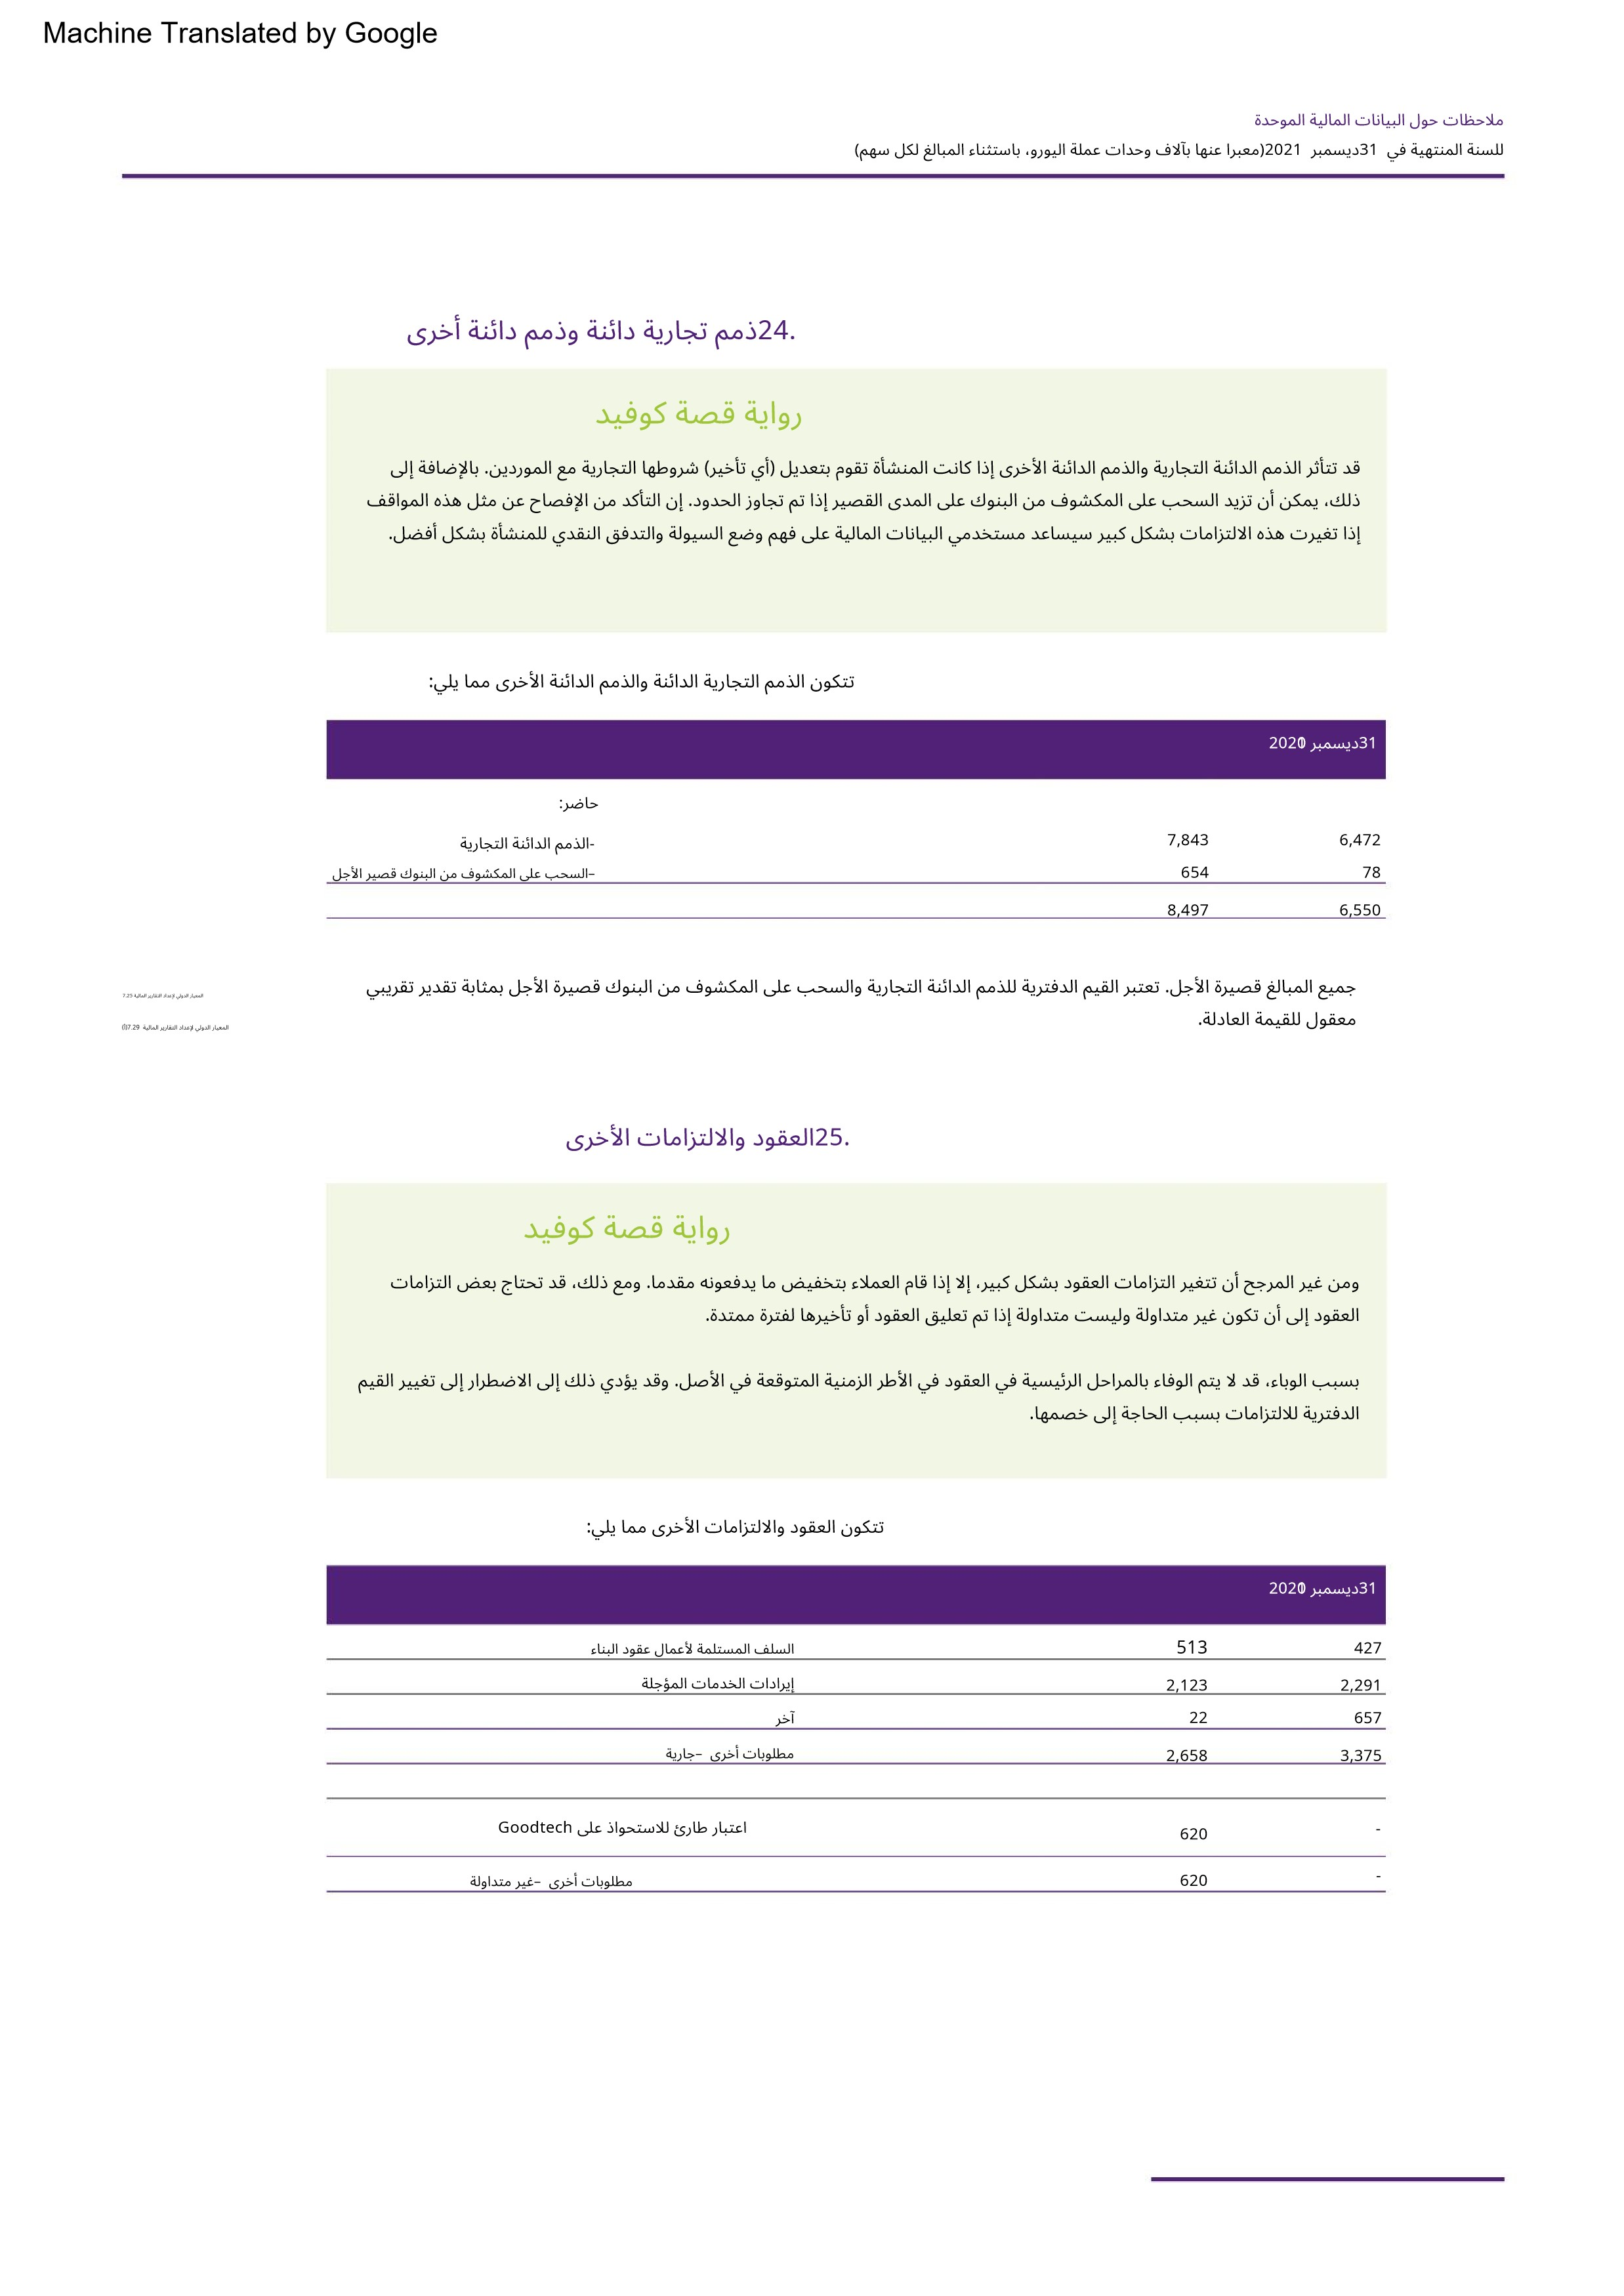 Machine Translated by Google
ملاحظات حول البيانات المالية الموحدة
للسنة المنتهية في 31ديسمبر 2021(معبرا عنها بآلاف وحدات عملة اليورو، باستثناء المبالغ لكل سهم)
.24ذمم تجارية دائنة وذمم دائنة أخرى
رواية قصة كوفيد
قد تتأثر الذمم الدائنة التجارية والذمم الدائنة الأخرى إذا كانت المنشأة تقوم بتعديل (أي تأخير) شروطها التجارية مع الموردين. بالإضافة إلى
ذلك، يمكن أن تزيد السحب على المكشوف من البنوك على المدى القصير إذا تم تجاوز الحدود. إن التأكد من الإفصاح عن مثل هذه المواقف
إذا تغيرت هذه الالتزامات بشكل كبير سيساعد مستخدمي البيانات المالية على فهم وضع السيولة والتدفق النقدي للمنشأة بشكل أفضل.
تتكون الذمم التجارية الدائنة والذمم الدائنة الأخرى مما يلي:
31ديسمبر
حاضر:
-الذمم الدائنة التجارية 7,843 6,472
–السحب على المكشوف من البنوك قصير الأجل 654 78
8,497 6,550
جميع المبالغ قصيرة الأجل. تعتبر القيم الدفترية للذمم الدائنة التجارية والسحب على المكشوف من البنوك قصيرة الأجل بمثابة تقدير تقريبي
معقول للقيمة العادلة.
المعيار الدولي لإعداد التقارير المالية 7.25
المعيار الدولي لإعداد التقارير المالية 7.29(أ)
.25العقود والالتزامات الأخرى
رواية قصة كوفيد
ومن غير المرجح أن تتغير التزامات العقود بشكل كبير، إلا إذا قام العملاء بتخفيض ما يدفعونه مقدما. ومع ذلك، قد تحتاج بعض التزامات
العقود إلى أن تكون غير متداولة وليست متداولة إذا تم تعليق العقود أو تأخيرها لفترة ممتدة.
بسبب الوباء، قد لا يتم الوفاء بالمراحل الرئيسية في العقود في الأطر الزمنية المتوقعة في الأصل. وقد يؤدي ذلك إلى الاضطرار إلى تغيير القيم
الدفترية للالتزامات بسبب الحاجة إلى خصمها.
تتكون العقود والالتزامات الأخرى مما يلي:
31ديسمبر
السلف المستلمة لأعمال عقود البناء 513 427
إيرادات الخدمات المؤجلة 2,123 2,291
آخر 22 657
مطلوبات أخرى –جارية 2,658 3,375
اعتبار طارئ للاستحواذ على Goodtech 620 -
مطلوبات أخرى –غير متداولة 620 -